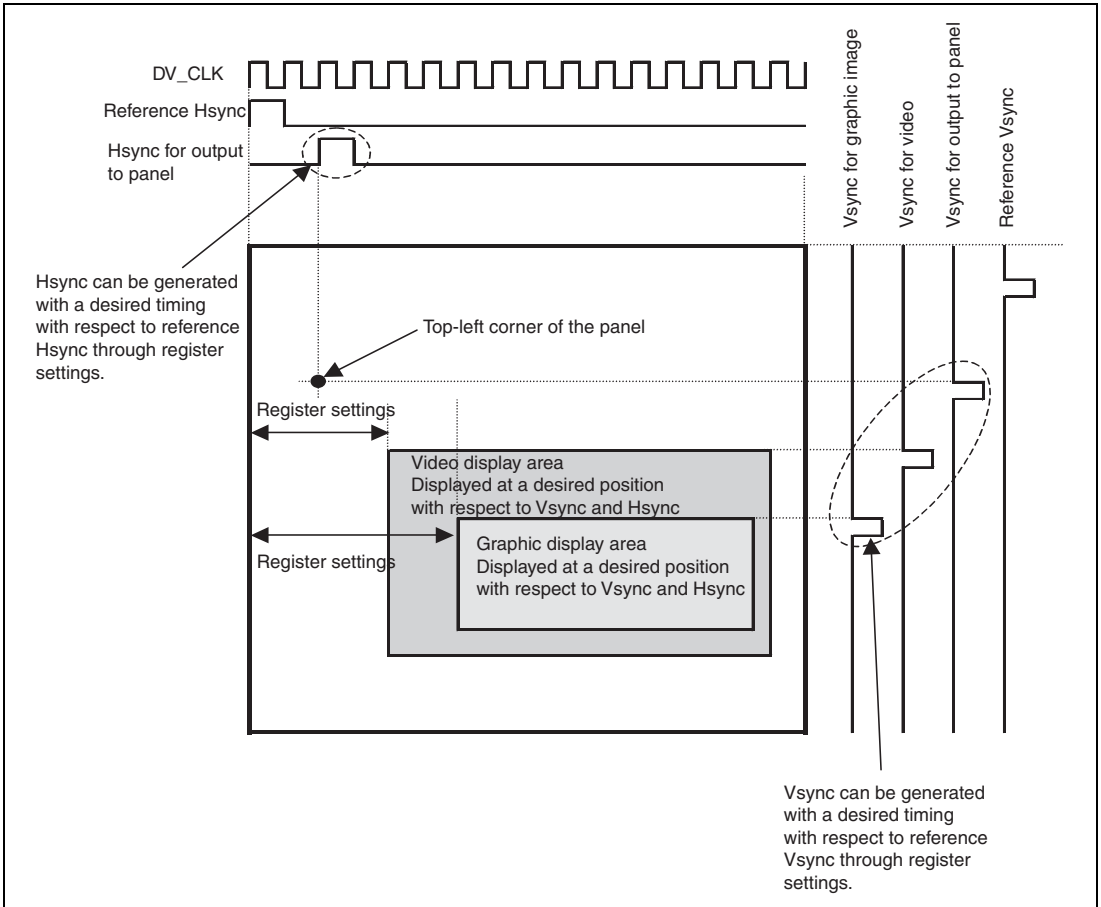 DV_CLK
Reference Hsync
Hsync for output
to panel
Vsync for graphic image
Vsync for video
Vsync for output to panel
Reference Vsync
Hsync can be generated
with a desired timing
with respect to reference
Hsync through register
settings.
Top-left corner of the panel
Register settings
Video display area
Displayed at a desired position
with respect to Vsync and Hsync
Register settings
Graphic display area
Displayed at a desired position
with respect to Vsync and Hsync
Vsync can be generated
with a desired timing
with respect to reference
Vsync through register
settings.